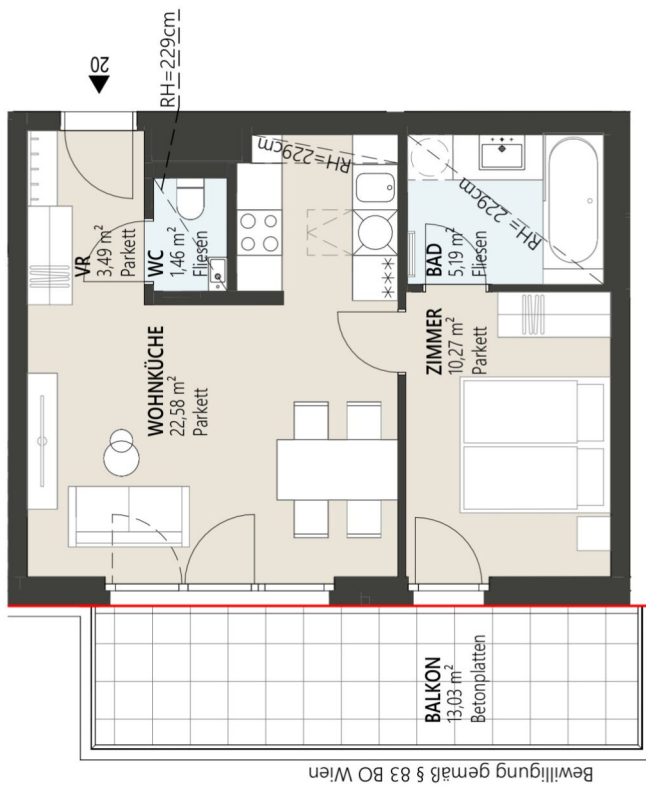 20
RH=229cm
RH=229cm
RH= 229cm
VR
3,49 m²
Parkett
WC
1,46 m²
Fliesen
BAD
5,19 m²
Fliesen
WOHNKÜCHE
22,58 m²
Parkett
ZIMMER
10,27 m²
Parkett
BALKON
13,03 m²
Betonplatten
Bewilligung gemäß § 83 BO Wien